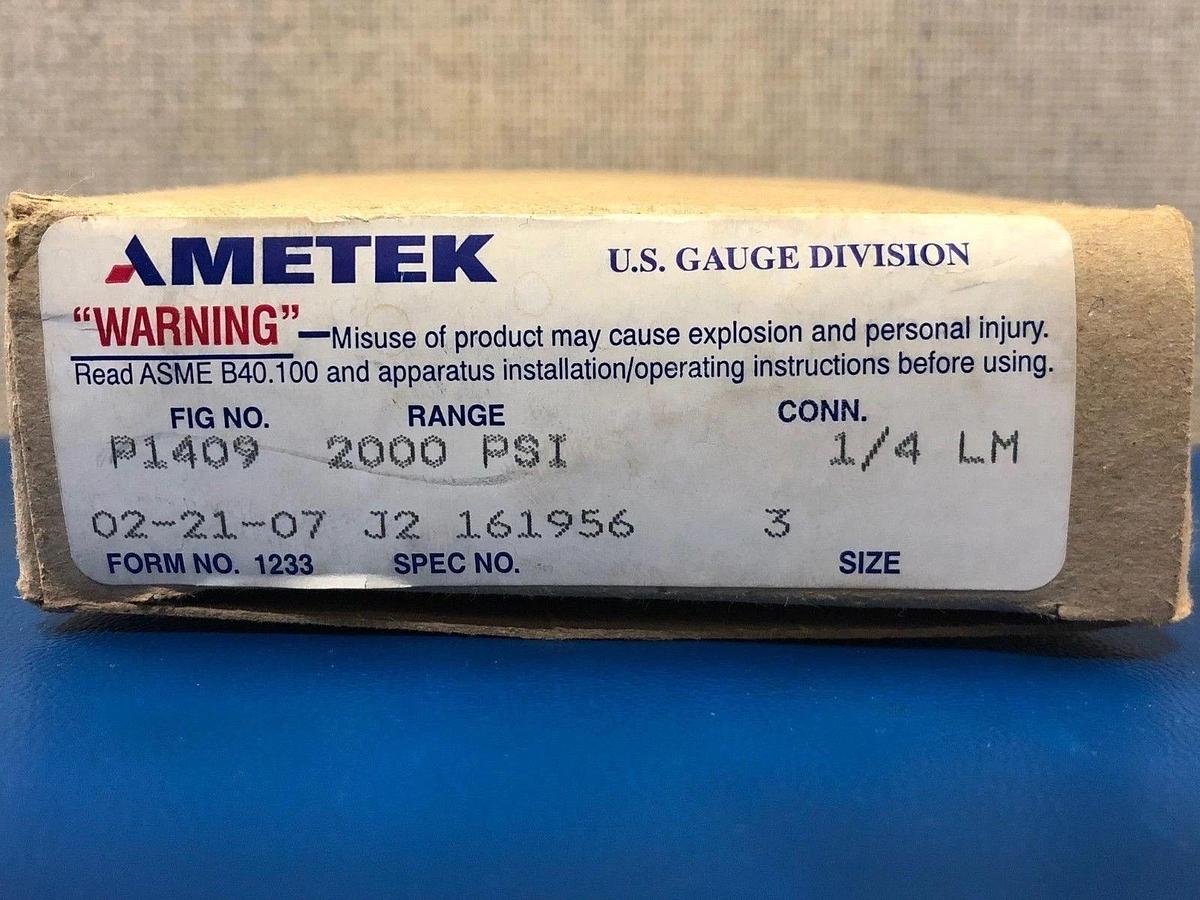 AMETEK U.S. GAUGE DIVISION
“WARNING”—Misuse of product may cause explosion and personal injury.
Read ASME B40.100 and apparatus installation/operating instructions before using.
FIG NO. RANGE CONN.
P1409 2000 PSI 1/4 LM
02-21-07 J2 161956 3
FORM NO. 1233 SPEC NO. SIZE